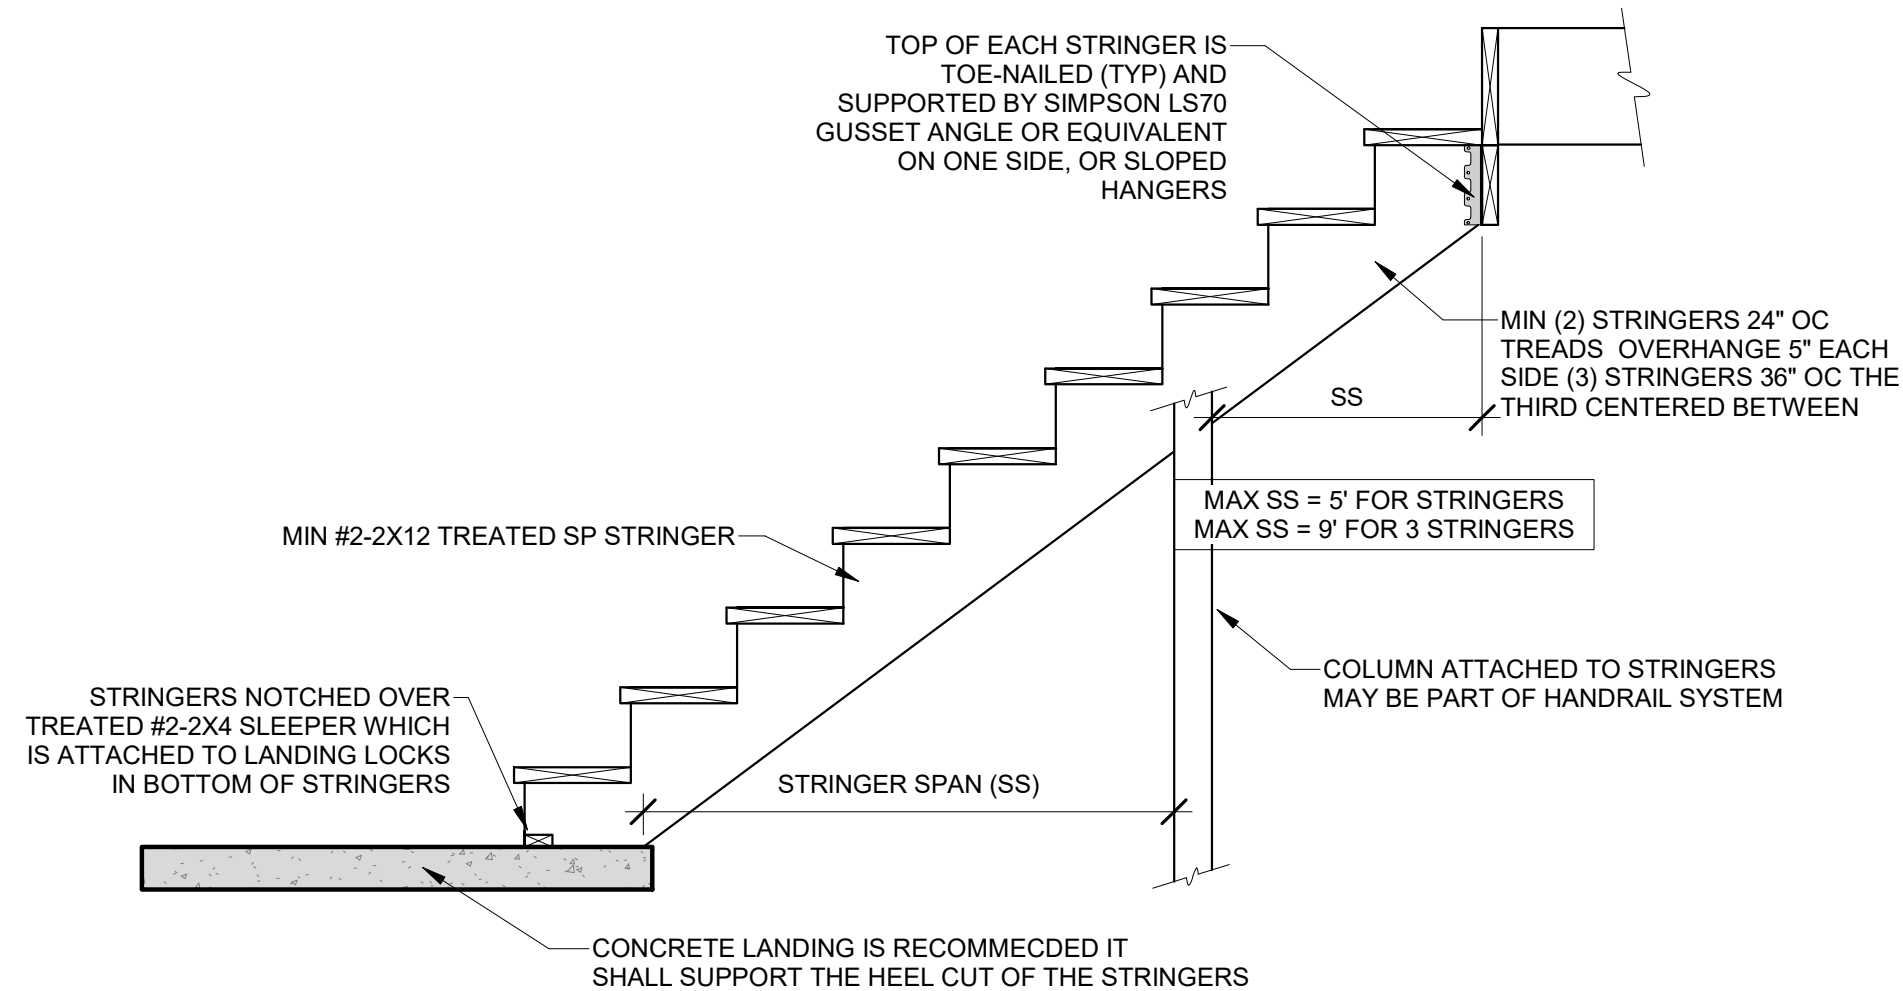 TOP OF EACH STRINGER IS
TOE-NAILED (TYP) AND
SUPPORTED BY SIMPSON LS70
GUSSET ANGLE OR EQUIVALENT
ON ONE SIDE, OR SLOPED
HANGERS
MIN (2) STRINGERS 24" OC
TREADS OVERHANGE 5" EACH
SIDE (3) STRINGERS 36" OC THE
THIRD CENTERED BETWEEN
SS
MAX SS = 5' FOR STRINGERS
MAX SS = 9' FOR 3 STRINGERS
MIN #2-2X12 TREATED SP STRINGER
COLUMN ATTACHED TO STRINGERS
MAY BE PART OF HANDRAIL SYSTEM
STRINGERS NOTCHED OVER
TREATED #2-2X4 SLEEPER WHICH
IS ATTACHED TO LANDING LOCKS
IN BOTTOM OF STRINGERS
STRINGER SPAN (SS)
CONCRETE LANDING IS RECOMMECDED IT
SHALL SUPPORT THE HEEL CUT OF THE STRINGERS